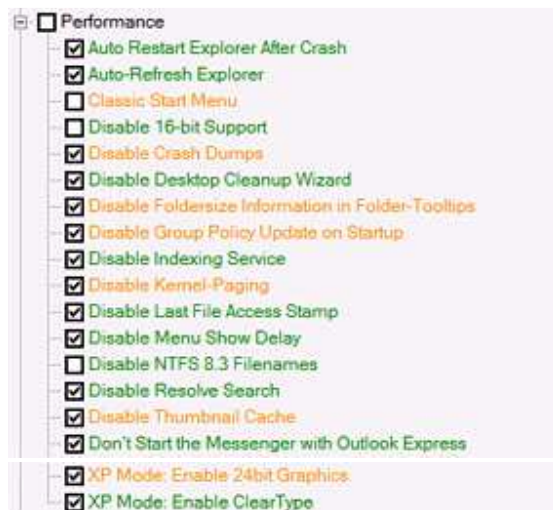 Performance
Auto Restart Explorer After Crash
Auto-Refresh Explorer
Classic Start Menu
Disable 16-bit Support
Disable Crash Dumps
Disable Desktop Cleanup Wizard
Disable Foldersize Information in Folder-Tooltips
Disable Group Policy Update on Startup
Disable Indexing Service
Disable Kernel-Paging
Disable Last File Access Stamp
Disable Menu Show Delay
Disable NTFS 8.3 Filenames
Disable Resolve Search
Disable Thumbnail Cache
Don't Start the Messenger with Outlook Express
XP Mode: Enable 24bit Graphics
XP Mode: Enable ClearType